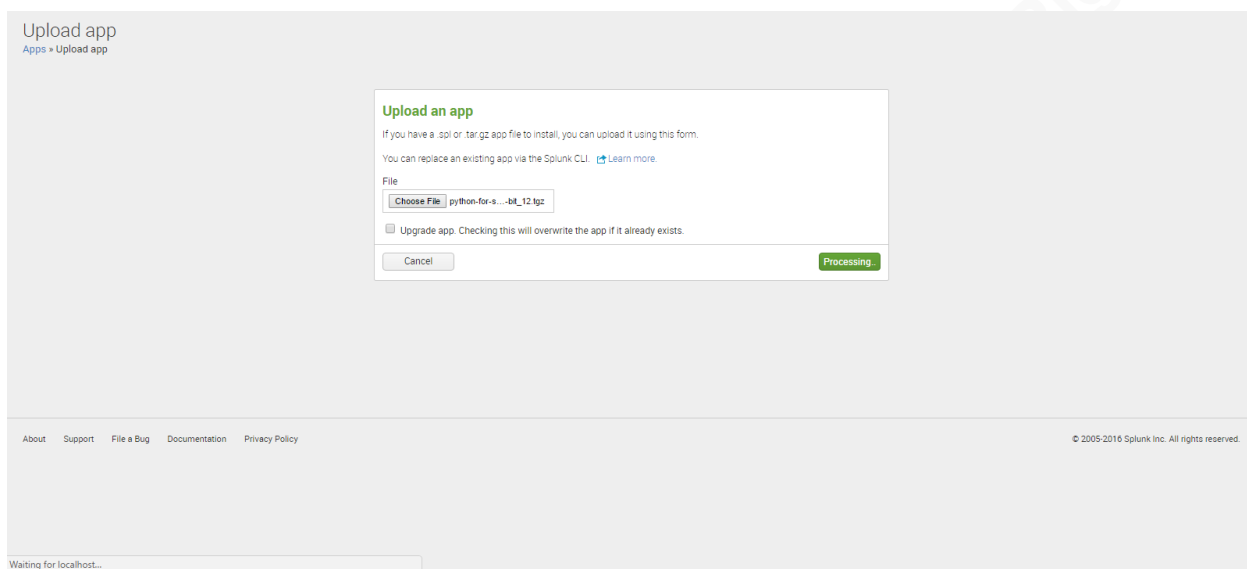 Upload app
Apps » Upload app
Upload an app
If you have a .spl or .tar.gz app file to install, you can upload it using this form.
You can replace an existing app via the Splunk CLI. Learn more.
File
Choose File python-for-s...-bit_12.tgz
Upgrade app. Checking this will overwrite the app if it already exists.
Cancel Processing..
About Support File a Bug Documentation Privacy Policy © 2005-2016 Splunk Inc. All rights reserved.
Waiting for localhost...